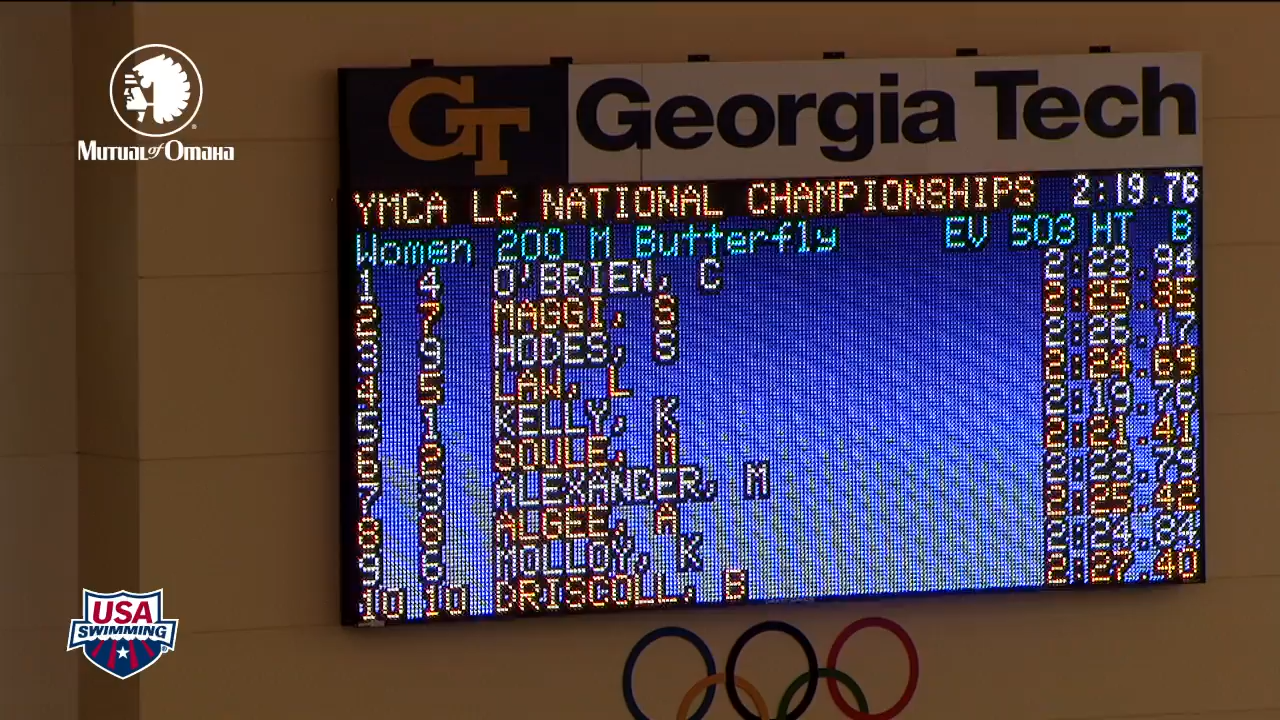 MUTUAL of OMAHA
GT Georgia Tech
YMCA LC NATIONAL CHAMPIONSHIPS 2:19.76
Women 200 M Butterfly EV 503 HT B
1 4 O'BRIEN, C 2:23.94
2 7 MAGGI, S 2:25.95
3 9 HODES, S 2:26.17
4 5 LAW, L 2:24.69
5 1 KELLY, K 2:19.76
6 2 SOULE, M 2:21.41
7 3 ALEXANDER, M 2:23.73
8 8 ALGEE, A 2:25.42
9 6 MOLLOY, K 2:24.84
10 10 DRISCOLL, B 2:27.40
USA
SWIMMING